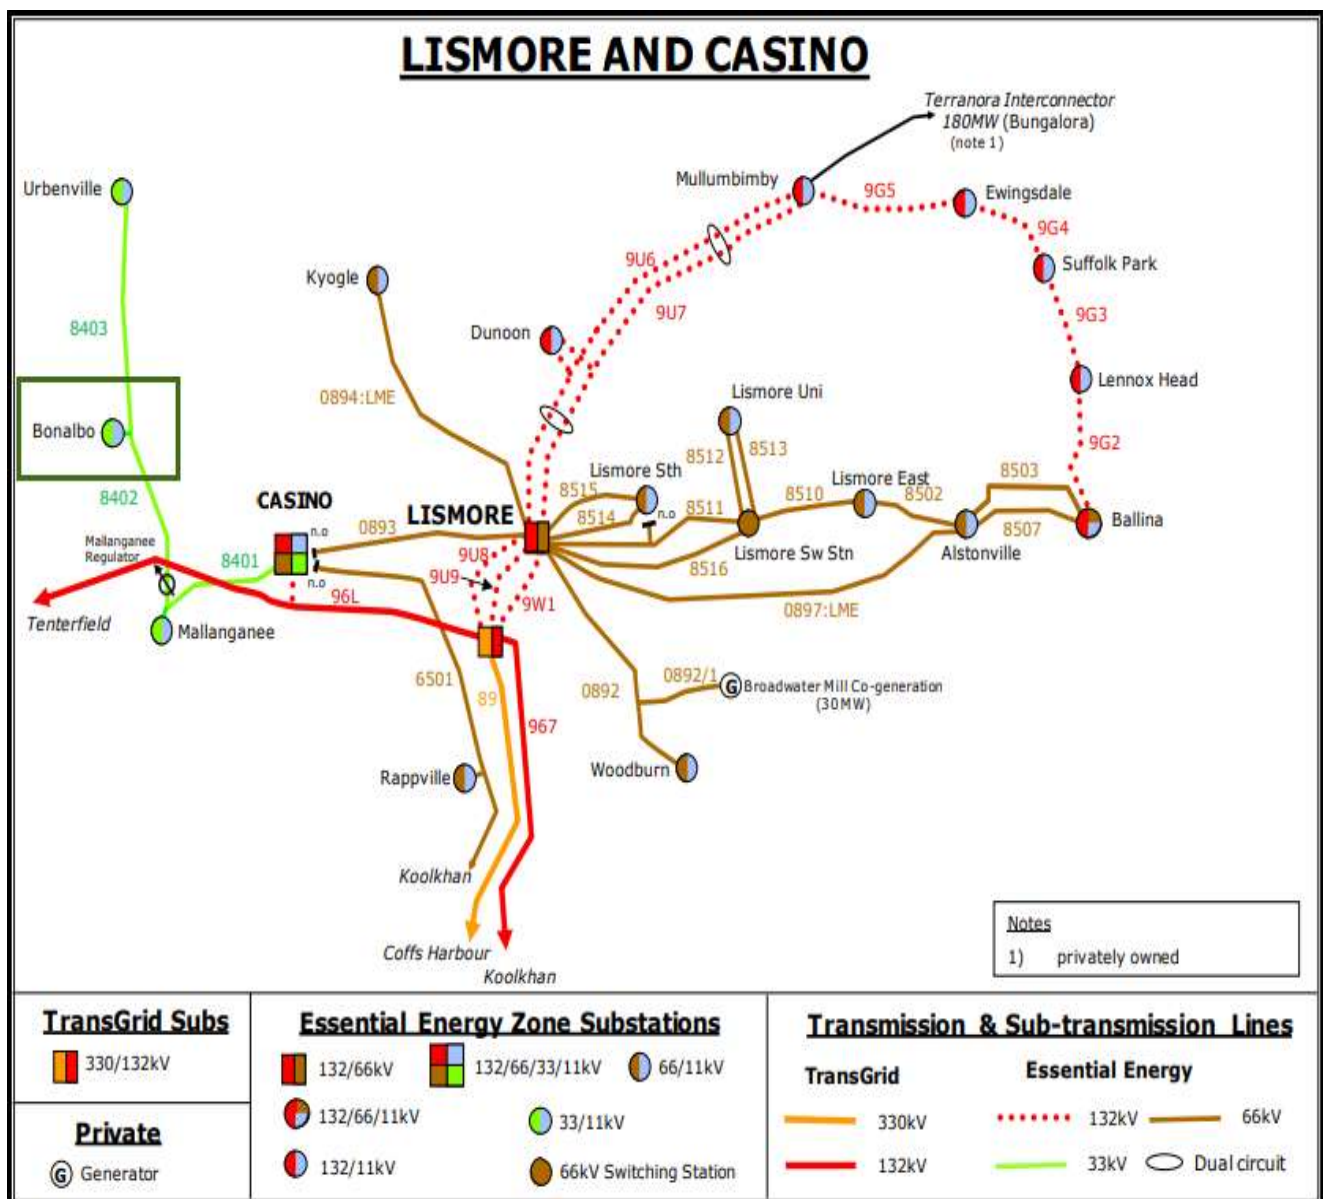 LISMORE AND CASINO
Terranora Interconnector
180MW (Bungalora)
(note 1)
Mullumbimby
9G5
Ewingsdale
9G4
Suffolk Park
9G3
Lennox Head
9G2
Urbenville
8403
Bonalbo
8402
Kyogle
0894:LME
Dunoon
9U6
9U7
Lismore Uni
8512
8513
Lismore Sth
8515
8514
n.o
8511
8510
Lismore East
8502
8503
8507
Ballina
Alstonville
Lismore Sw Stn
8516
0897:LME
CASINO
n.o
n.o
0893
LISMORE
9U8
9U9
9W1
Mallanganee
Regulator
8401
96L
Tenterfield
Mallanganee
6501
89
967
0892
0892/1
G
Broadwater Mill Co-generation
(30MW)
Woodburn
Rappville
Koolkhan
Coffs Harbour
Koolkhan
Notes
1) privately owned
TransGrid Subs
330/132kV
Private
G Generator
Essential Energy Zone Substations
132/66kV
132/66/33/11kV
66/11kV
132/66/11kV
33/11kV
132/11kV
66kV Switching Station
Transmission & Sub-transmission Lines
TransGrid
Essential Energy
330kV
132kV
66kV
132kV
33kV
Dual circuit